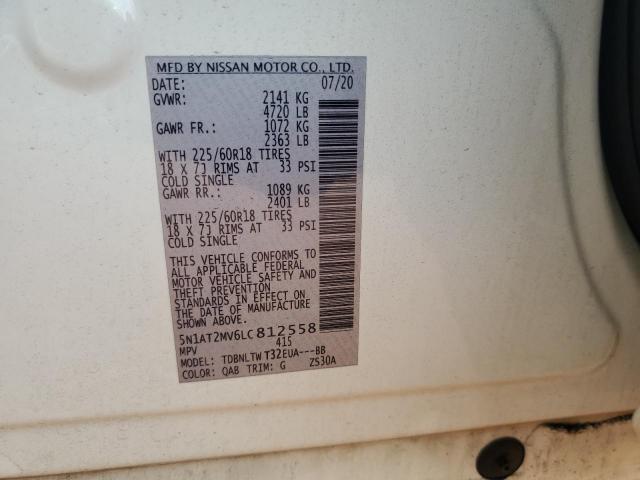 MFD BY NISSAN MOTOR CO., LTD.
DATE: 07/20
GVWR: 2141 KG
4720 LB
GAWR FR.: 1072 KG
2363 LB
WITH 225/60R18 TIRES
18 X 7J RIMS AT 33 PSI
COLD SINGLE
GAWR RR.: 1089 KG
2401 LB
WITH 225/60R18 TIRES
18 X 7J RIMS AT 33 PSI
COLD SINGLE
THIS VEHICLE CONFORMS TO
ALL APPLICABLE FEDERAL
MOTOR VEHICLE SAFETY AND
THEFT PREVENTION
STANDARDS IN EFFECT ON
THE DATE OF MANUFACTURE
SHOWN ABOVE.
5N1AT2MV6LC812558
MPV 415
MODEL: TDBNLTW T32EUA---BB
COLOR: QAB TRIM: G ZS30A